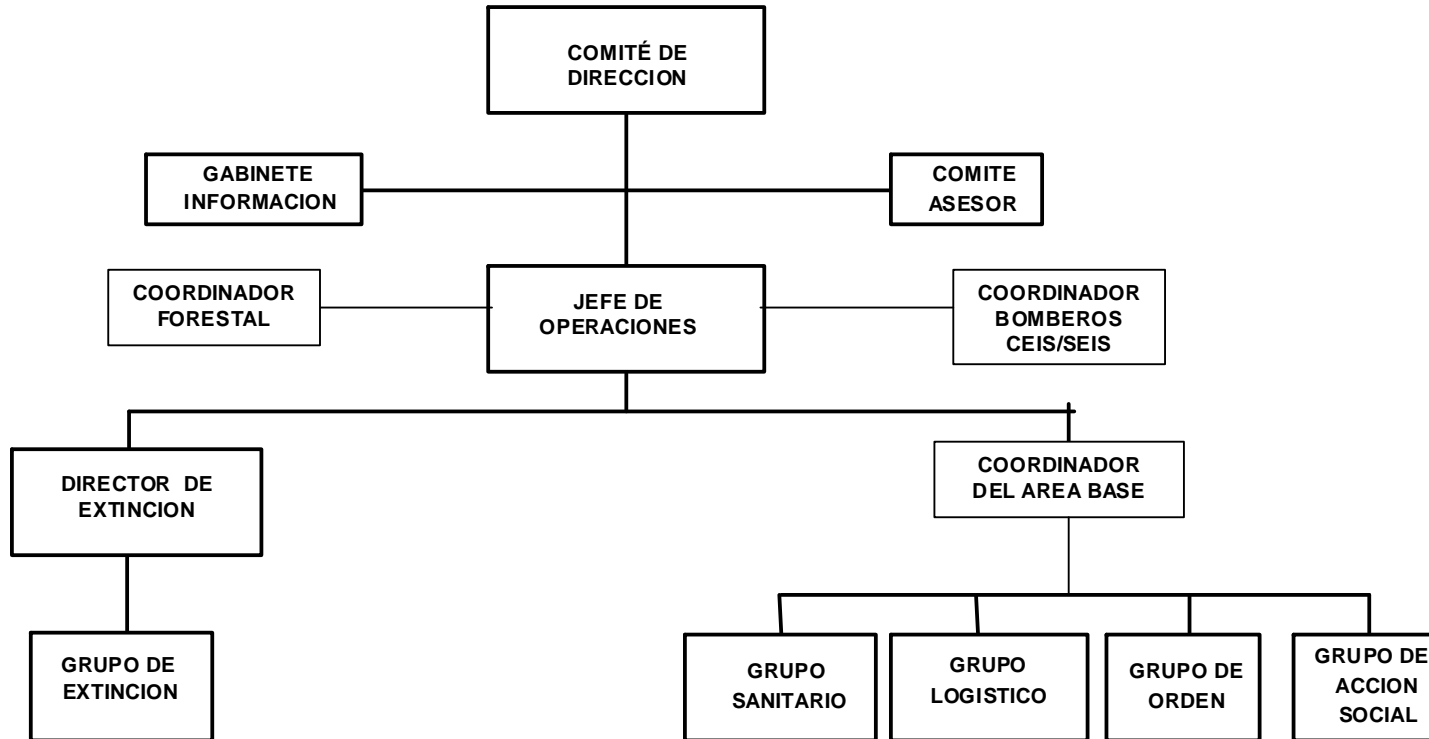 COMITÉ DE
DIRECCION
GABINETE
INFORMACION
COMITE
ASESOR
COORDINADOR
FORESTAL
JEFE DE
OPERACIONES
COORDINADOR
BOMBEROS
CEIS/SEIS
DIRECTOR DE
EXTINCION
COORDINADOR
DEL AREA BASE
GRUPO DE
EXTINCION
GRUPO
SANITARIO
GRUPO
LOGISTICO
GRUPO DE
ORDEN
GRUPO DE
ACCION
SOCIAL